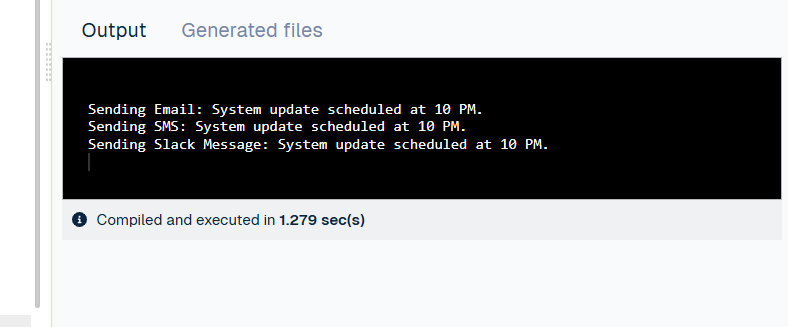 Output Generated files
Sending Email: System update scheduled at 10 PM.
Sending SMS: System update scheduled at 10 PM.
Sending Slack Message: System update scheduled at 10 PM.
Compiled and executed in 1.279 sec(s)